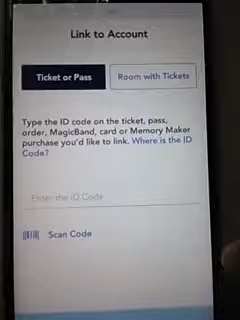 Link to Account
Ticket or Pass
Room with Tickets
Type the ID code on the ticket, pass,
order, MagicBand, card or Memory Maker
purchase you'd like to link. Where is the ID
Code?
Enter the ID Code
Scan Code